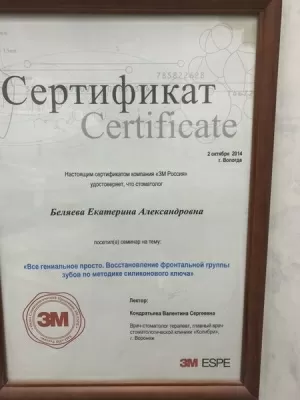 Сертификат
Certificate
2 октября 2014
г. Вологда
Настоящим сертификатом компания «ЗМ Россия»
удостоверяет, что стоматолог
Беляева Екатерина Александровна
посетил(а) семинар на тему:
«Все гениальное просто. Восстановление фронтальной группы
зубов по методике силиконового ключа»
Лектор:
Кондратьева Валентина Сергеевна
Врач-стоматолог терапевт, главный врач
стоматологической клиники «Колибри»,
г. Воронеж
3M
3M ESPE